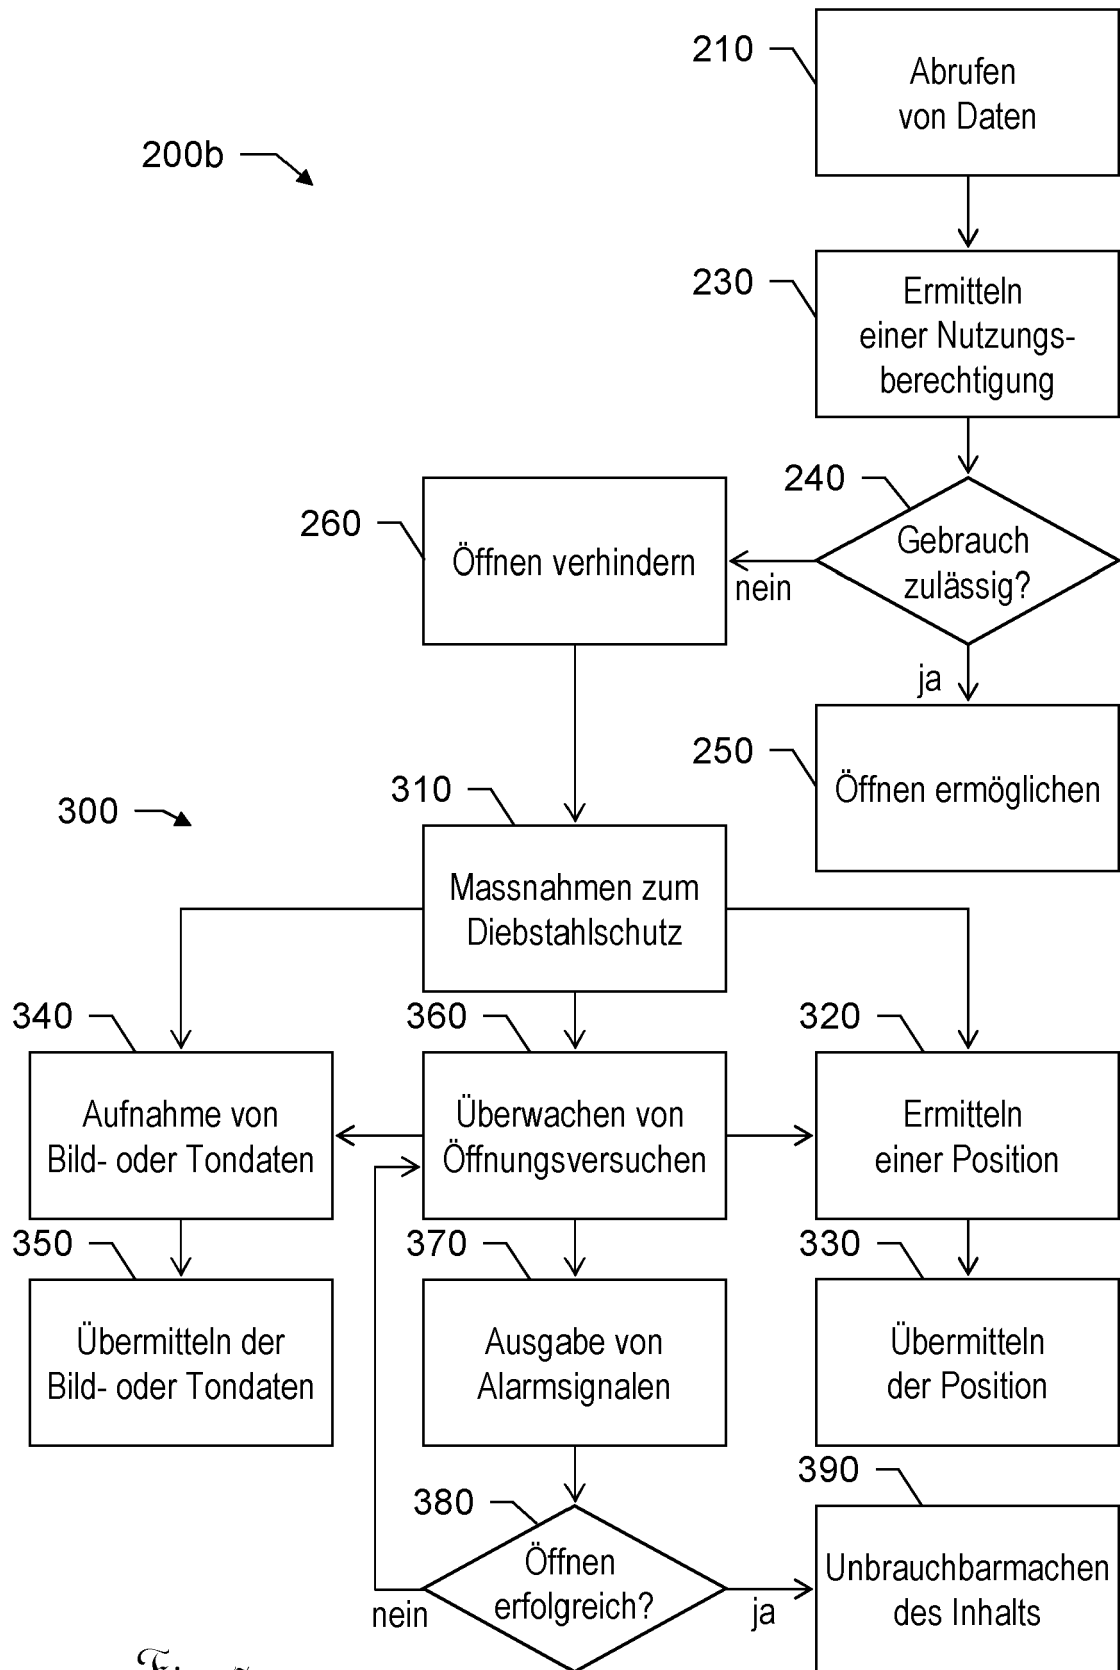 210
Abrufen
von Daten
200b
230
Ermitteln
einer Nutzungs-
berechtigung
240
Gebrauch
zulässig?
260
Öffnen verhindern
nein
ja
250
Öffnen ermöglichen
300
310
Massnahmen zum
Diebstahlschutz
340
Aufnahme von
Bild- oder Tondaten
360
Überwachen von
Öffnungsversuchen
320
Ermitteln
einer Position
350
Übermitteln der
Bild- oder Tondaten
370
Ausgabe von
Alarmsignalen
330
Übermitteln
der Position
380
Öffnen
erfolgreich?
nein
ja
390
Unbrauchbarmachen
des Inhalts